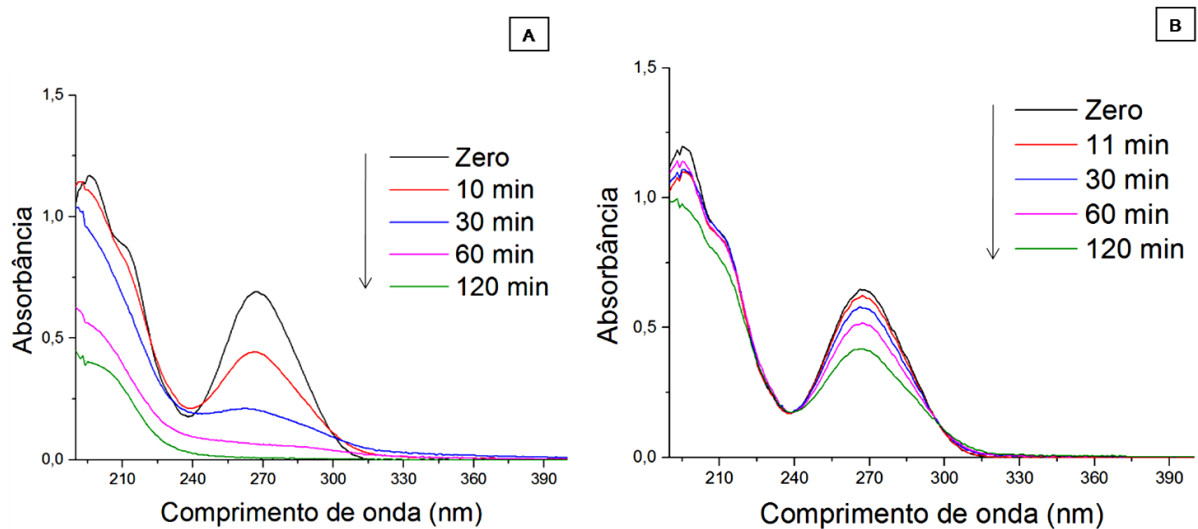 A
1,5
1,0
0,5
0,0
Absorbância
Zero
10 min
30 min
60 min
120 min
210 240 270 300 330 360 390
Comprimento de onda (nm)
B
1,5
1,0
0,5
0,0
Absorbância
Zero
11 min
30 min
60 min
120 min
210 240 270 300 330 360 390
Comprimento de onda (nm)